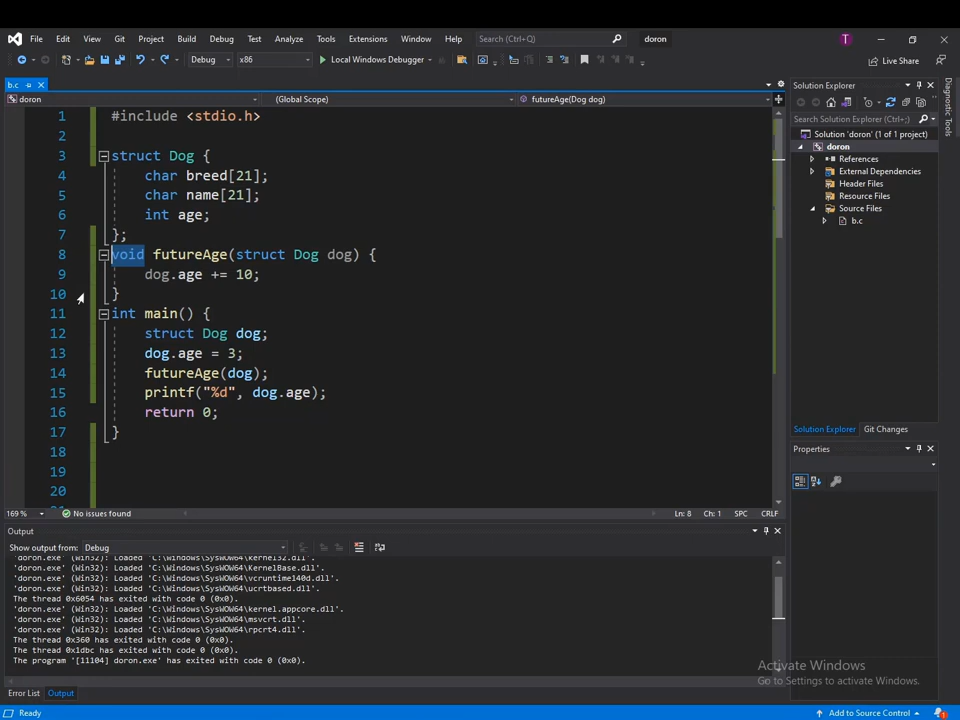 File Edit View Git Project Build Debug Test Analyze Tools Extensions Window Help Search (Ctrl+Q) doron T
Debug x86 Local Windows Debugger Live Share
b.c
doron (Global Scope) futureAge(Dog dog)
1 #include <stdio.h>
2
3 struct Dog {
4 char breed[21];
5 char name[21];
6 int age;
7 };
8 void futureAge(struct Dog dog) {
9 dog.age += 10;
10 }
11 int main() {
12 struct Dog dog;
13 dog.age = 3;
14 futureAge(dog);
15 printf("%d", dog.age);
16 return 0;
17 }
18
19
20
169 % No issues found Ln: 8 Ch: 1 SPC CRLF
Output
Show output from: Debug
'doron.exe' (Win32): Loaded 'C:\Windows\SysWOW64\kernel32.dll'.
'doron.exe' (Win32): Loaded 'C:\Windows\SysWOW64\KernelBase.dll'.
'doron.exe' (Win32): Loaded 'C:\Windows\SysWOW64\vcruntime140d.dll'.
'doron.exe' (Win32): Loaded 'C:\Windows\SysWOW64\ucrtbased.dll'.
The thread 0x6054 has exited with code 0 (0x0).
'doron.exe' (Win32): Loaded 'C:\Windows\SysWOW64\kernel.appcore.dll'.
'doron.exe' (Win32): Loaded 'C:\Windows\SysWOW64\msvcrt.dll'.
'doron.exe' (Win32): Loaded 'C:\Windows\SysWOW64\rpcrt4.dll'.
The thread 0x360 has exited with code 0 (0x0).
The thread 0x1dbc has exited with code 0 (0x0).
The program '[11104] doron.exe' has exited with code 0 (0x0).
Error List Output
Ready
Solution Explorer
Search Solution Explorer (Ctrl+;)
Solution 'doron' (1 of 1 project)
doron
References
External Dependencies
Header Files
Resource Files
Source Files
b.c
Solution Explorer Git Changes
Properties
Diagnostic Tools
Activate Windows
Go to Settings to activate Windows.
Add to Source Control 1